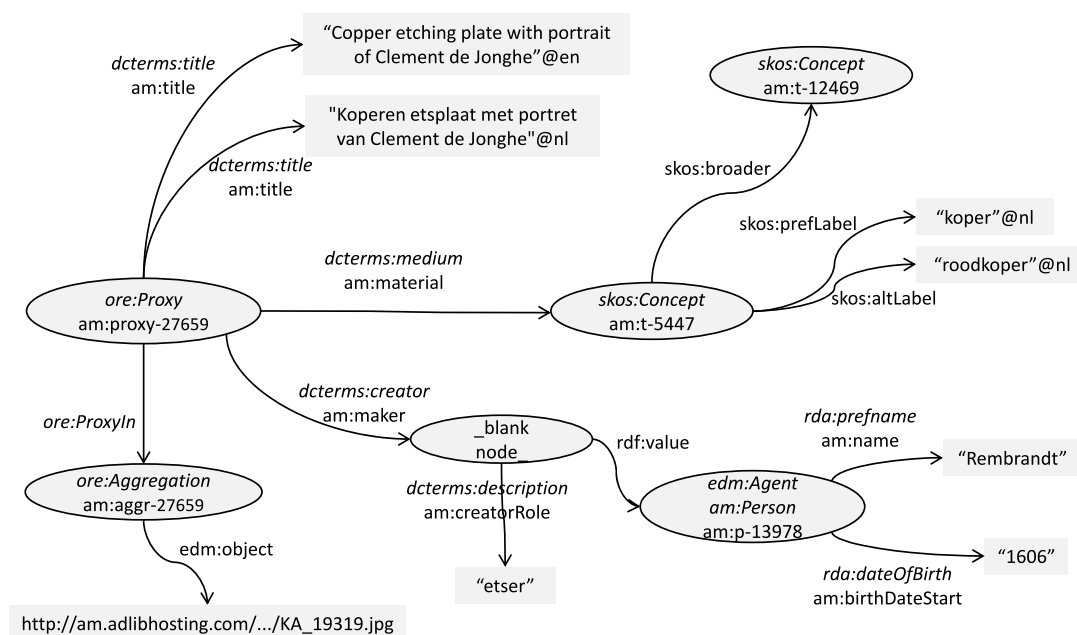 “Copper etching plate with portrait
of Clement de Jonghe”@en
dcterms:title
am:title
"Koperen etsplaat met portret
van Clement de Jonghe"@nl
dcterms:title
am:title
skos:Concept
am:t-12469
skos:broader
skos:prefLabel
“koper”@nl
“roodkoper”@nl
skos:altLabel
dcterms:medium
am:material
ore:Proxy
am:proxy-27659
skos:Concept
am:t-5447
ore:ProxyIn
dcterms:creator
am:maker
_blank
node_
rdf:value
rda:prefname
am:name
“Rembrandt”
ore:Aggregation
am:aggr-27659
dcterms:description
am:creatorRole
edm:Agent
am:Person
am:p-13978
edm:object
“etser”
“1606”
rda:dateOfBirth
am:birthDateStart
http://am.adlibhosting.com/.../KA_19319.jpg